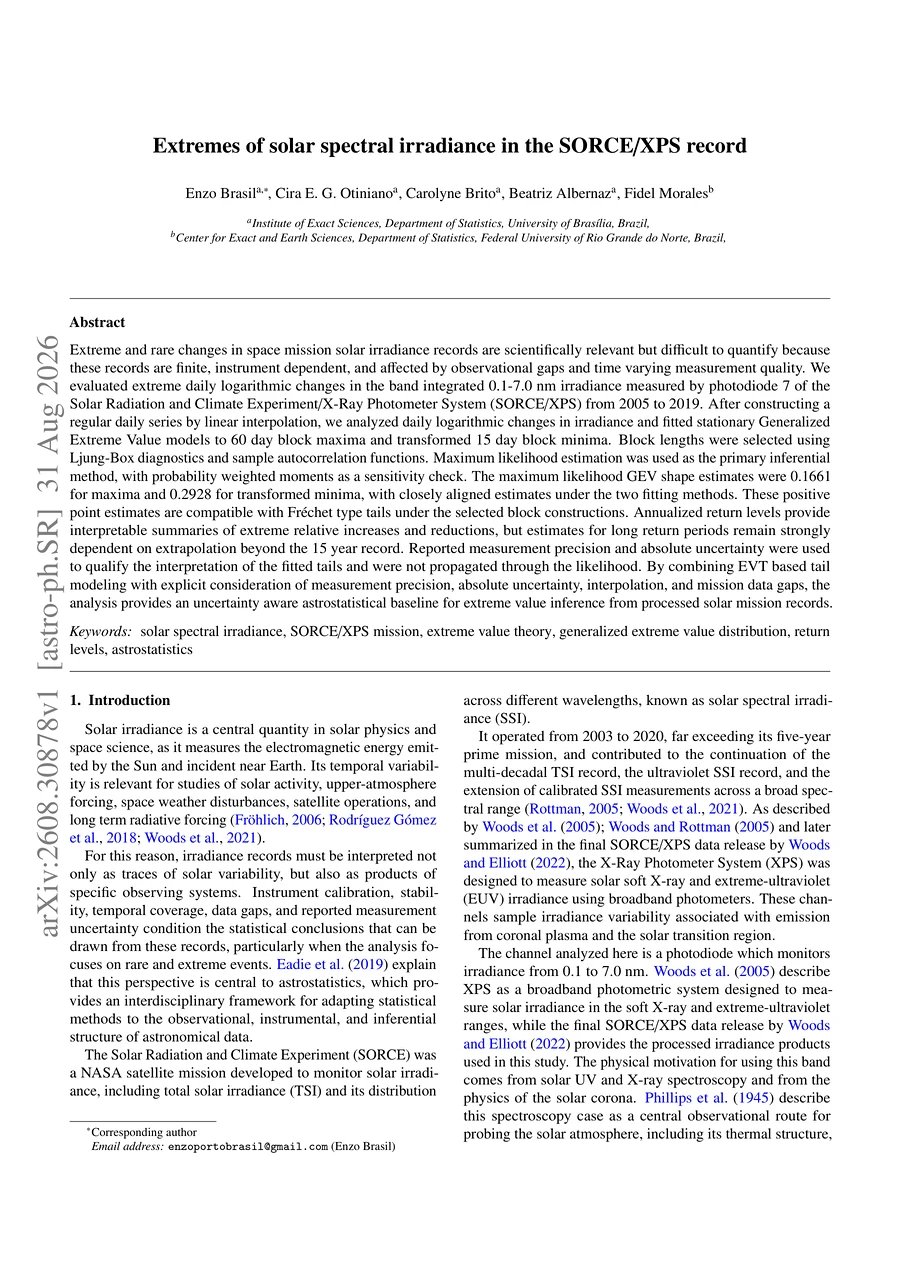 Extremes of solar spectral irradiance in the SORCE/XPS record
Enzo Brasilᵃ,*, Cira E. G. Otinianoᵃ, Carolyne Britoᵃ, Beatriz Albernazᵃ, Fidel Moralesᵇ
ᵃInstitute of Exact Sciences, Department of Statistics, University of Brasília, Brazil,
ᵇCenter for Exact and Earth Sciences, Department of Statistics, Federal University of Rio Grande do Norte, Brazil,
arXiv:2608.30878v1 [astro-ph.SR] 31 Aug 2026
Abstract
Extreme and rare changes in space mission solar irradiance records are scientifically relevant but difficult to quantify because
these records are finite, instrument dependent, and affected by observational gaps and time varying measurement quality. We
evaluated extreme daily logarithmic changes in the band integrated 0.1-7.0 nm irradiance measured by photodiode 7 of the
Solar Radiation and Climate Experiment/X-Ray Photometer System (SORCE/XPS) from 2005 to 2019. After constructing a
regular daily series by linear interpolation, we analyzed daily logarithmic changes in irradiance and fitted stationary Generalized
Extreme Value models to 60 day block maxima and transformed 15 day block minima. Block lengths were selected using
Ljung-Box diagnostics and sample autocorrelation functions. Maximum likelihood estimation was used as the primary inferential
method, with probability weighted moments as a sensitivity check. The maximum likelihood GEV shape estimates were 0.1661
for maxima and 0.2928 for transformed minima, with closely aligned estimates under the two fitting methods. These positive
point estimates are compatible with Fréchet type tails under the selected block constructions. Annualized return levels provide
interpretable summaries of extreme relative increases and reductions, but estimates for long return periods remain strongly
dependent on extrapolation beyond the 15 year record. Reported measurement precision and absolute uncertainty were used
to qualify the interpretation of the fitted tails and were not propagated through the likelihood. By combining EVT based tail
modeling with explicit consideration of measurement precision, absolute uncertainty, interpolation, and mission data gaps, the
analysis provides an uncertainty aware astrostatistical baseline for extreme value inference from processed solar mission records.
Keywords: solar spectral irradiance, SORCE/XPS mission, extreme value theory, generalized extreme value distribution, return
levels, astrostatistics
1. Introduction
Solar irradiance is a central quantity in solar physics and
space science, as it measures the electromagnetic energy emit-
ted by the Sun and incident near Earth. Its temporal variabil-
ity is relevant for studies of solar activity, upper-atmosphere
forcing, space weather disturbances, satellite operations, and
long term radiative forcing (Fröhlich, 2006; Rodríguez Gómez
et al., 2018; Woods et al., 2021).
For this reason, irradiance records must be interpreted not
only as traces of solar variability, but also as products of
specific observing systems. Instrument calibration, stabil-
ity, temporal coverage, data gaps, and reported measurement
uncertainty condition the statistical conclusions that can be
drawn from these records, particularly when the analysis fo-
cuses on rare and extreme events. Eadie et al. (2019) explain
that this perspective is central to astrostatistics, which pro-
vides an interdisciplinary framework for adapting statistical
methods to the observational, instrumental, and inferential
structure of astronomical data.
The Solar Radiation and Climate Experiment (SORCE) was
a NASA satellite mission developed to monitor solar irradi-
ance, including total solar irradiance (TSI) and its distribution
*Corresponding author
Email address: enzoportobrasil@gmail.com (Enzo Brasil)
across different wavelengths, known as solar spectral irradi-
ance (SSI).
It operated from 2003 to 2020, far exceeding its five-year
prime mission, and contributed to the continuation of the
multi-decadal TSI record, the ultraviolet SSI record, and the
extension of calibrated SSI measurements across a broad spec-
tral range (Rottman, 2005; Woods et al., 2021). As described
by Woods et al. (2005); Woods and Rottman (2005) and later
summarized in the final SORCE/XPS data release by Woods
and Elliott (2022), the X-Ray Photometer System (XPS) was
designed to measure solar soft X-ray and extreme-ultraviolet
(EUV) irradiance using broadband photometers. These chan-
nels sample irradiance variability associated with emission
from coronal plasma and the solar transition region.
The channel analyzed here is a photodiode which monitors
irradiance from 0.1 to 7.0 nm. Woods et al. (2005) describe
XPS as a broadband photometric system designed to mea-
sure solar irradiance in the soft X-ray and extreme-ultraviolet
ranges, while the final SORCE/XPS data release by Woods
and Elliott (2022) provides the processed irradiance products
used in this study. The physical motivation for using this band
comes from solar UV and X-ray spectroscopy and from the
physics of the solar corona. Phillips et al. (1945) describe
this spectroscopy case as a central observational route for
probing the solar atmosphere, including its thermal structure,